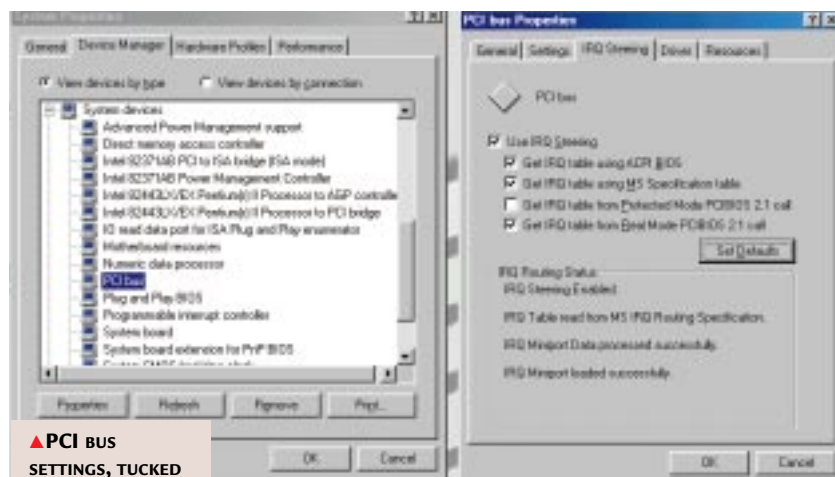 System Properties
General
Device Manager
Hardware Profiles
Performance
View devices by type
View devices by connection
System devices
Advanced Power Management support
Direct memory access controller
Intel 82371AB PCI to ISA bridge (ISA mode)
Intel 82371AB Power Management Controller
Intel 82443LX/EX Pentium(r) II Processor to AGP controlle
Intel 82443LX/EX Pentium(r) II Processor to PCI bridge
IO read data port for ISA Plug and Play enumerator
Motherboard resources
Numeric data processor
PCI bus
Plug and Play BIOS
Programmable interrupt controller
System board
System board extension for PnP BIOS
Properties
Refresh
Remove
Print...
OK
Cancel
▲PCI BUS
SETTINGS, TUCKED
PCI bus Properties
General
Settings
IRQ Steering
Driver
Resources
PCI bus
Use IRQ Steering
Get IRQ table using ACPI BIOS
Get IRQ table using MS Specification table
Get IRQ table from Protected Mode PCIBIOS 2.1 call
Get IRQ table from Real Mode PCIBIOS 2.1 call
Set Defaults
IRQ Routing Status
IRQ Steering Enabled.
IRQ Table read from MS IRQ Routing Specification.
IRQ Miniport Data processed successfully.
IRQ Miniport loaded successfully.
OK
Cancel